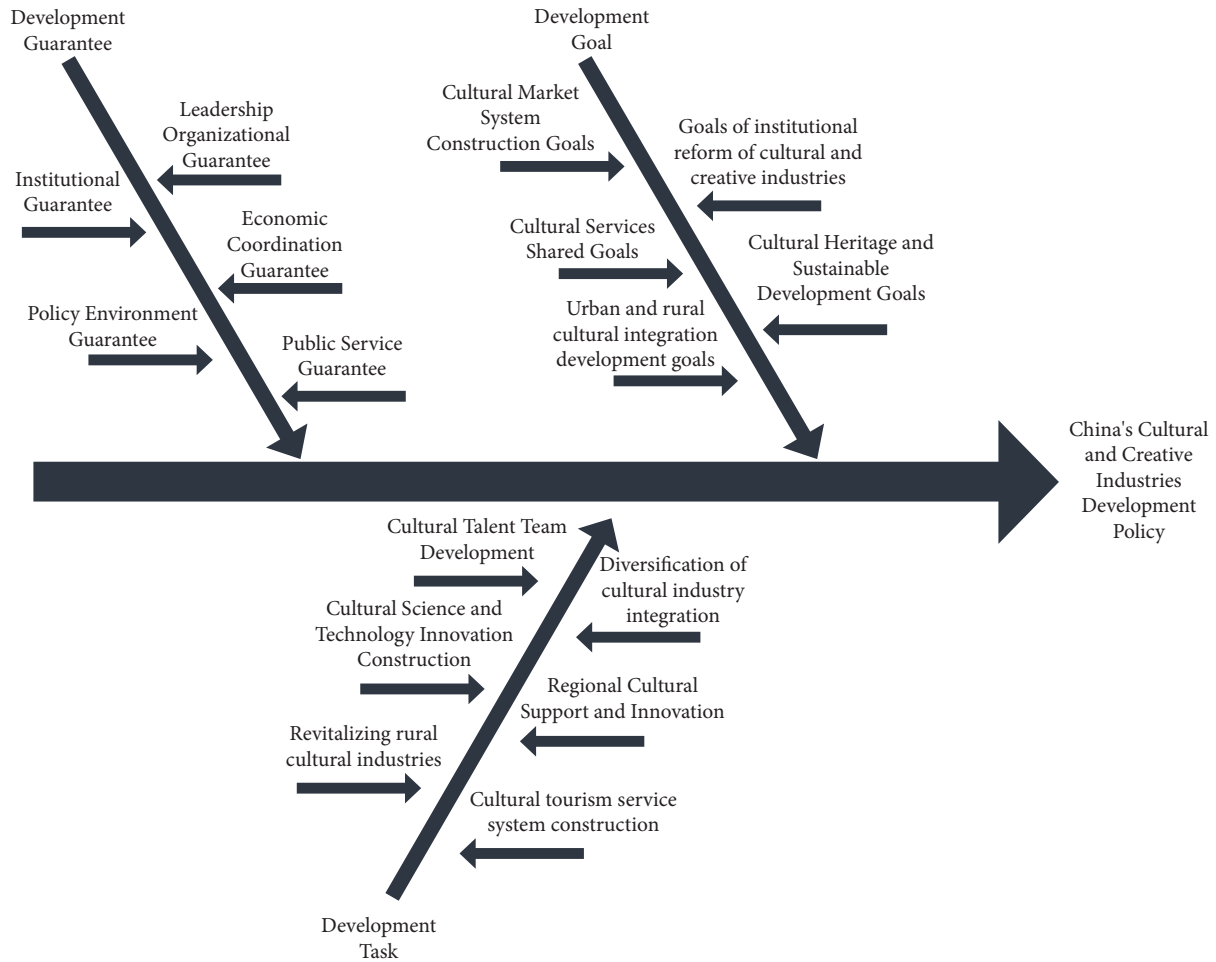 Development
Guarantee
Leadership
Organizational
Guarantee
Institutional
Guarantee
Economic
Coordination
Guarantee
Policy Environment
Guarantee
Public Service
Guarantee
Development
Goal
Cultural Market
System
Construction Goals
Goals of institutional
reform of cultural and
creative industries
Cultural Services
Shared Goals
Cultural Heritage and
Sustainable
Development Goals
Urban and rural
cultural integration
development goals
China's Cultural
and Creative
Industries
Development
Policy
Cultural Talent Team
Development
Diversification of
cultural industry
integration
Cultural Science and
Technology Innovation
Construction
Regional Cultural
Support and Innovation
Revitalizing rural
cultural industries
Cultural tourism service
system construction
Development
Task